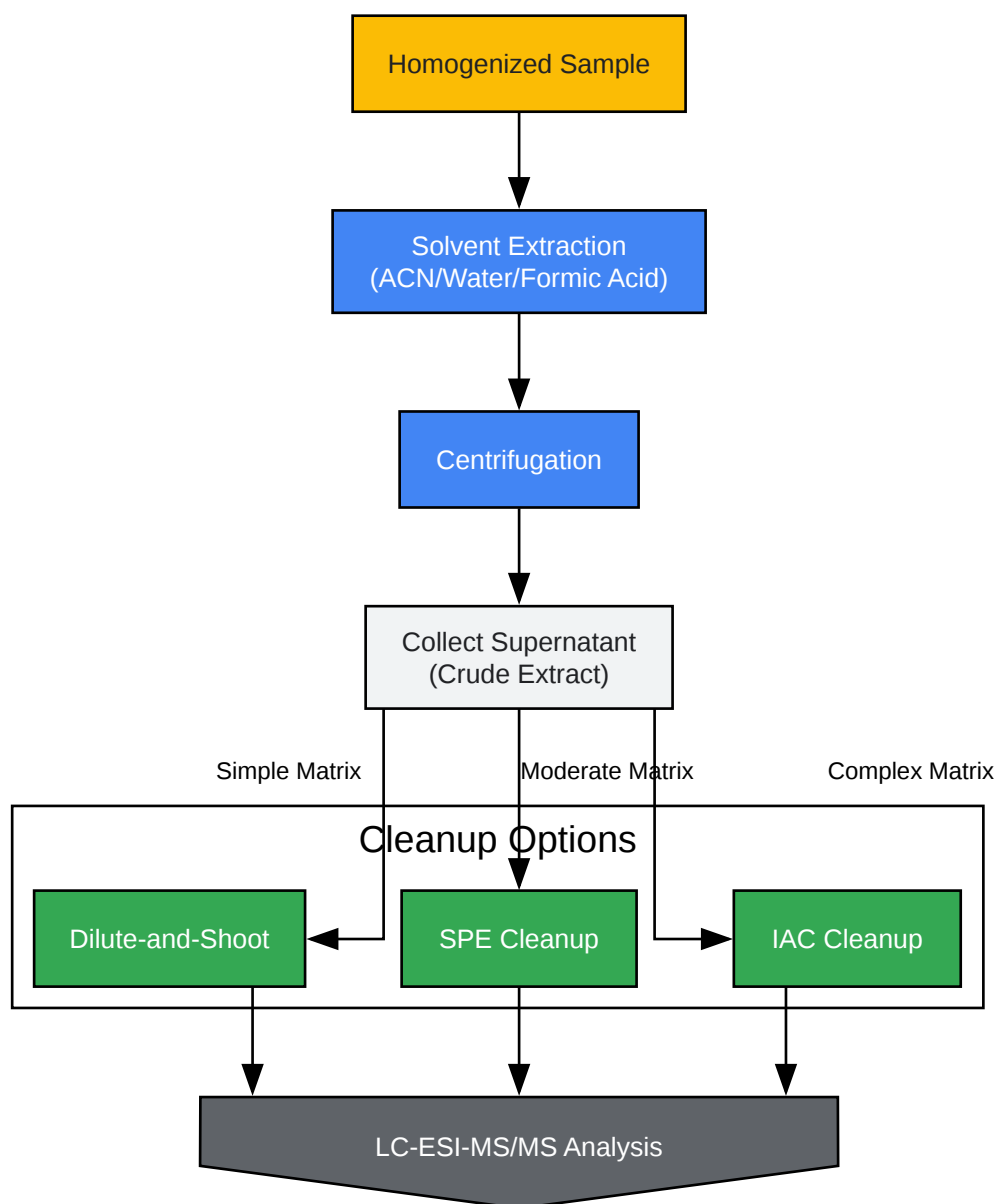 Homogenized Sample
Solvent Extraction
(ACN/Water/Formic Acid)
Centrifugation
Collect Supernatant
(Crude Extract)
Simple Matrix
Moderate Matrix
Complex Matrix
Cleanup Options
Dilute-and-Shoot
SPE Cleanup
IAC Cleanup
LC-ESI-MS/MS Analysis